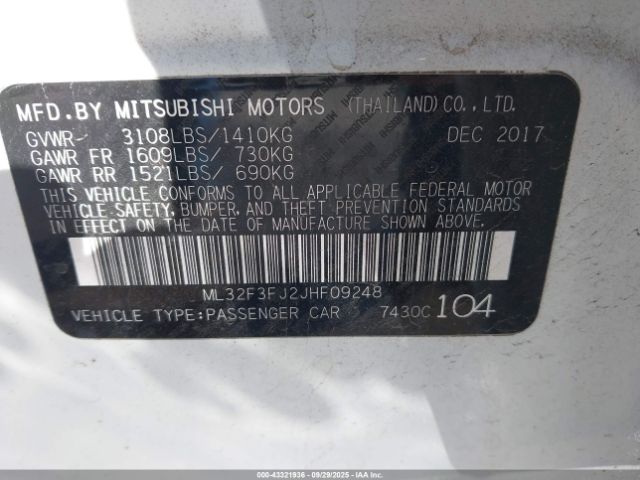 MFD.BY MITSUBISHI MOTORS (THAILAND)CO.,LTD.
GVWR- 3108LBS/1410KG DEC 2017
GAWR FR 1609LBS/ 730KG
GAWR RR 1521LBS/ 690KG
THIS VEHICLE CONFORMS TO ALL APPLICABLE FEDERAL MOTOR
VEHICLE SAFETY, BUMPER, AND THEFT PREVENTION STANDARDS
IN EFFECT ON THE DATE OF MANUFACTURE SHOWN ABOVE.
ML32F3FJ2JHF09248
VEHICLE TYPE:PASSENGER CAR 7430C 104
000-43321936 09/29/2025 IAAI.COM